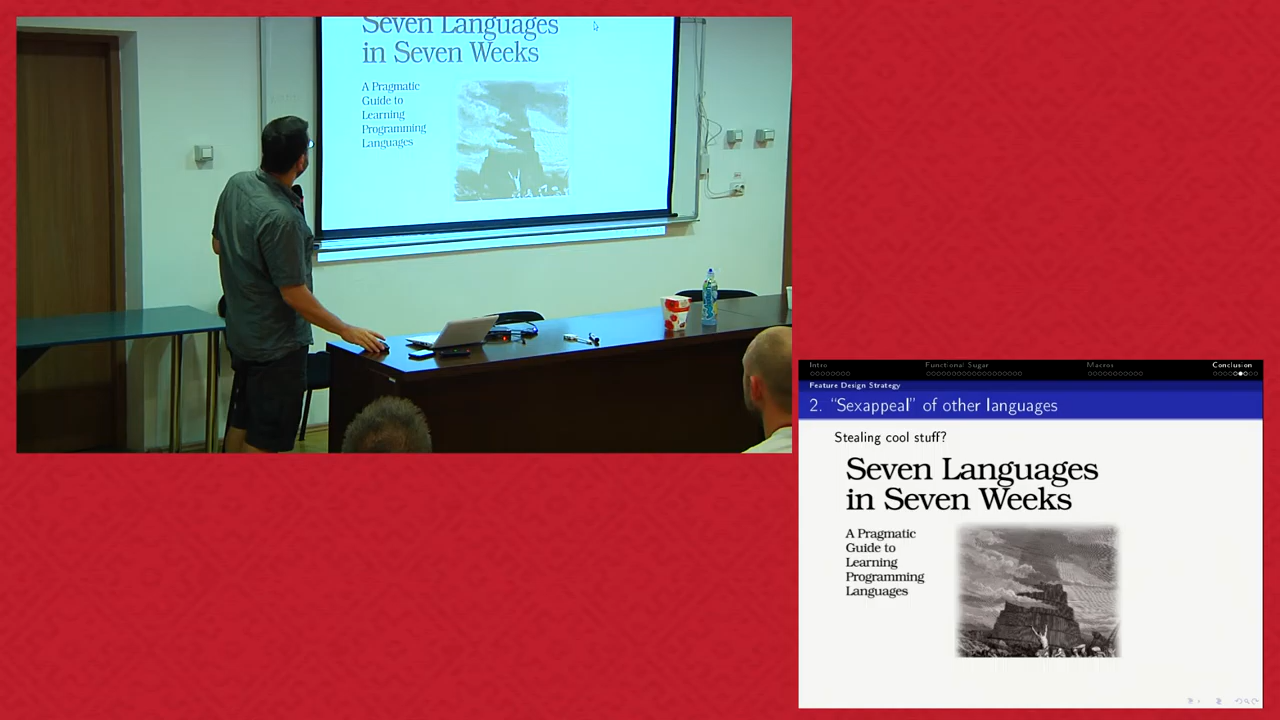 Seven Languages
in Seven Weeks
A Pragmatic
Guide to
Learning
Programming
Languages
Intro Functional Sugar Macros Conclusion
Feature Design Strategy
2. “Sexappeal” of other languages
Stealing cool stuff?
Seven Languages
in Seven Weeks
A Pragmatic
Guide to
Learning
Programming
Languages